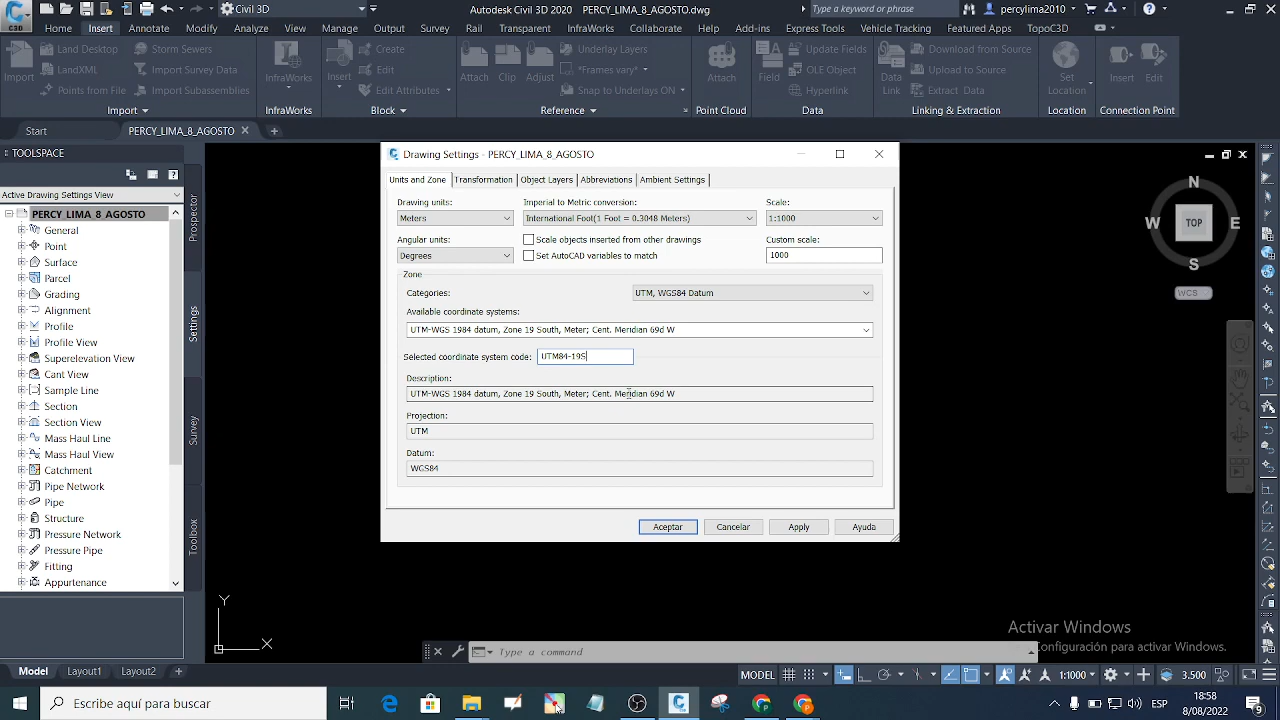 C3D
Civil 3D
Autodesk Civil 3D 2020 PERCY_LIMA_8_AGOSTO.dwg
Type a keyword or phrase
percylima2010
Home Insert Annotate Modify Analyze View Manage Output Survey Rail Transparent InfraWorks Collaborate Help Add-ins Express Tools Vehicle Tracking Featured Apps TopoC3D
Import
Land Desktop
LandXML
Points from File
Storm Sewers
Import Survey Data
Import Subassemblies
InfraWorks
Insert
Create
Edit
Edit Attributes
Attach
Clip
Adjust
Underlay Layers
*Frames vary*
Snap to Underlays ON
Attach
Field
Update Fields
OLE Object
Hyperlink
Data
Link
Download from Source
Upload to Source
Extract Data
Set
Location
Insert
Edit
Import
InfraWorks
Block
Reference
Point Cloud
Data
Linking & Extraction
Location
Connection Point
Start
PERCY_LIMA_8_AGOSTO
TOOLSPACE
Active Drawing Settings View
PERCY_LIMA_8_AGOSTO
General
Point
Surface
Parcel
Grading
Alignment
Profile
Profile View
Superelevation View
Cant View
Sample Line
Section
Section View
Mass Haul Line
Mass Haul View
Catchment
Pipe Network
Pipe
Structure
Pressure Network
Pressure Pipe
Fitting
Appurtenance
Prospector
Settings
Survey
Toolbox
Drawing Settings - PERCY_LIMA_8_AGOSTO
Units and Zone
Transformation
Object Layers
Abbreviations
Ambient Settings
Drawing units:
Imperial to Metric conversion:
Scale:
Meters
International Foot(1 Foot = 0.3048 Meters)
1:1000
Angular units:
Scale objects inserted from other drawings
Custom scale:
Degrees
Set AutoCAD variables to match
1000
Zone
Categories:
UTM, WGS84 Datum
Available coordinate systems:
UTM-WGS 1984 datum, Zone 19 South, Meter; Cent. Meridian 69d W
Selected coordinate system code:
UTM84-19S
Description:
UTM-WGS 1984 datum, Zone 19 South, Meter; Cent. Meridian 69d W
Projection:
UTM
Datum:
WGS84
Aceptar
Cancelar
Apply
Ayuda
N
W
TOP
E
S
WCS
Y
X
Type a command
Activar Windows
Configuración para activar Windows.
Model
Layout1
Layout2
MODEL
1:1000
3.500
Escribe aquí para buscar
ESP
18:58
8/08/2022